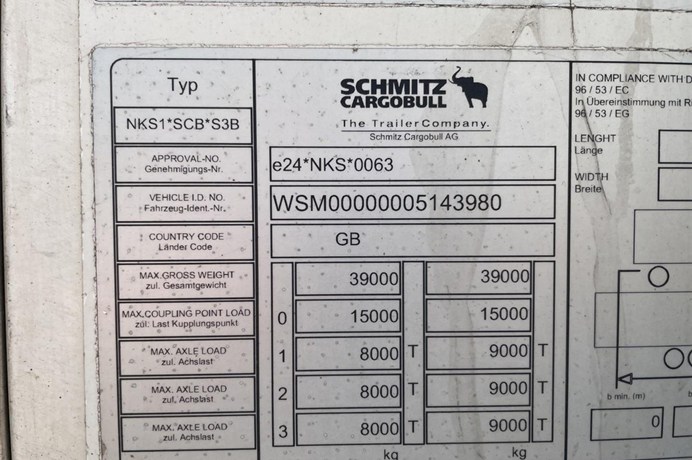 Typ
SCHMITZ
CARGOBULL
The TrailerCompany.
Schmitz Cargobull AG
NKS1*SCB*S3B
APPROVAL-NO.
Genehmigungs-Nr.
e24*NKS*0063
VEHICLE I.D. NO.
Fahrzeug-Ident.-Nr.
WSM00000005143980
COUNTRY CODE
Länder Code
GB
MAX.GROSS WEIGHT
zul. Gesamtgewicht
39000 39000
MAX.COUPLING POINT LOAD
zul. Last Kupplungspunkt
0 15000 15000
MAX. AXLE LOAD
zul. Achslast
1 8000 T 9000 T
MAX. AXLE LOAD
zul. Achslast
2 8000 T 9000 T
MAX. AXLE LOAD
zul. Achslast
3 8000 T 9000 T
kg kg
IN COMPLIANCE WITH D
96 / 53 / EC
In Übereinstimmung mit R
96 / 53 / EG
LENGHT
Länge
WIDTH
Breite
b min. (m)
0